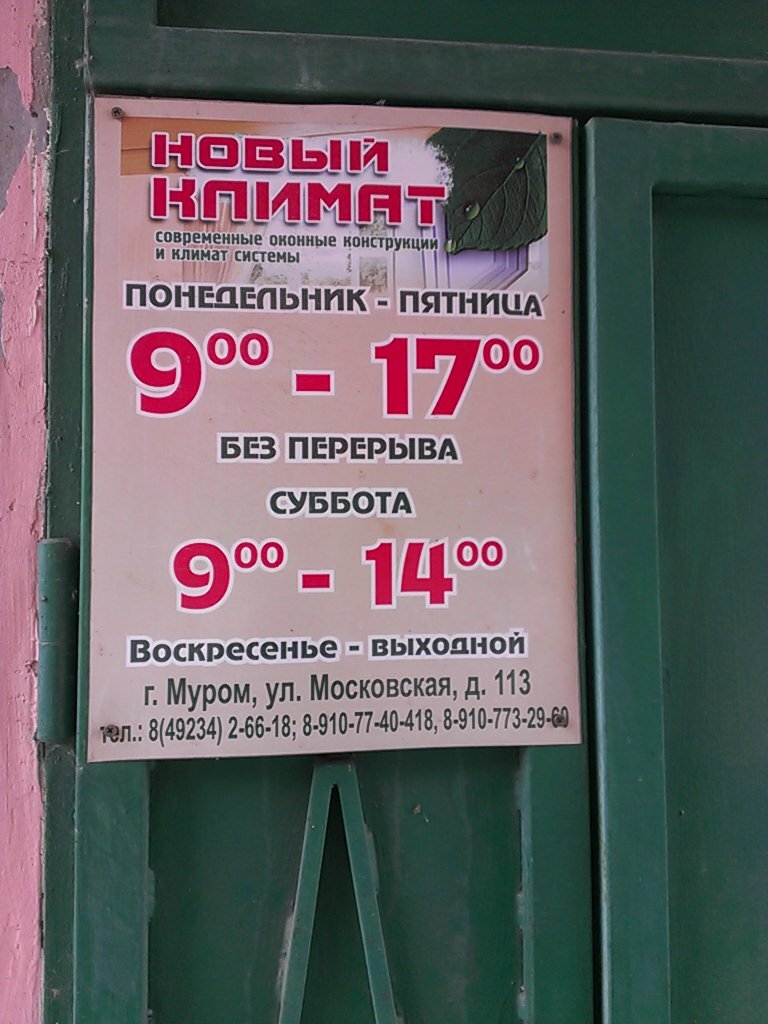 НОВЫЙ
КЛИМАТ
современные оконные конструкции
и климат системы
ПОНЕДЕЛЬНИК - ПЯТНИЦА
9⁰⁰ - 17⁰⁰
БЕЗ ПЕРЕРЫВА
СУББОТА
9⁰⁰ - 14⁰⁰
Воскресенье - выходной
г. Муром, ул. Московская, д. 113
тел.: 8(49234) 2-66-18; 8-910-77-40-418, 8-910-773-29-60